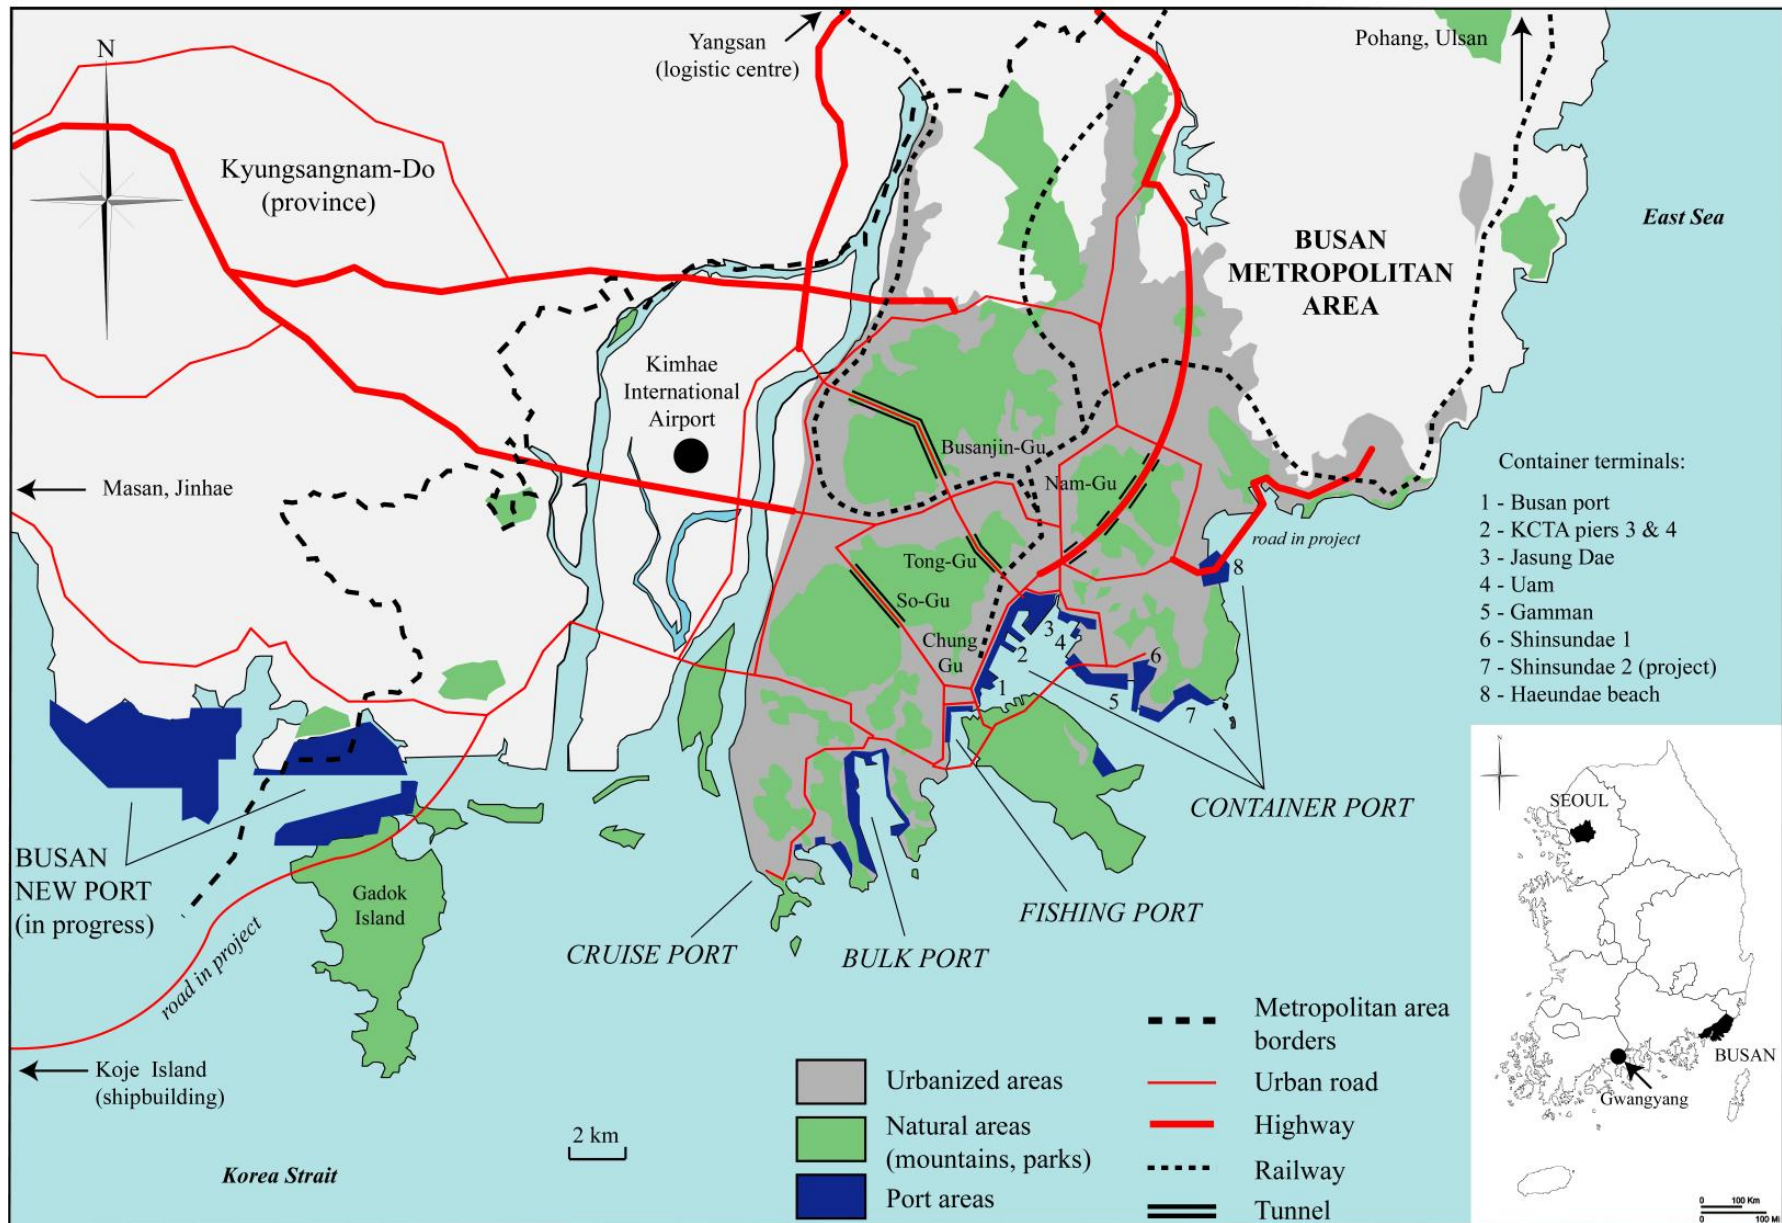 N
Yangsan
(logistic centre)
Pohang, Ulsan
Kyungsangnam-Do
(province)
East Sea
BUSAN
METROPOLITAN
AREA
Kimhae
International
Airport
Busanjin-Gu
Nam-Gu
Masan, Jinhae
road in project
Tong-Gu
So-Gu
Chung
Gu
1
2
3
4
5
6
7
8
Container terminals:
1 - Busan port
2 - KCTA piers 3 & 4
3 - Jasung Dae
4 - Uam
5 - Gamman
6 - Shinsundae 1
7 - Shinsundae 2 (project)
8 - Haeundae beach
CONTAINER PORT
BUSAN
NEW PORT
(in progress)
Gadok
Island
road in project
CRUISE PORT
BULK PORT
FISHING PORT
Koje Island
(shipbuilding)
Korea Strait
2 km
Urbanized areas
Natural areas
(mountains, parks)
Port areas
Metropolitan area
borders
Urban road
Highway
Railway
Tunnel
N
SEOUL
BUSAN
Gwangyang
0 100 Km
0 100 Mi